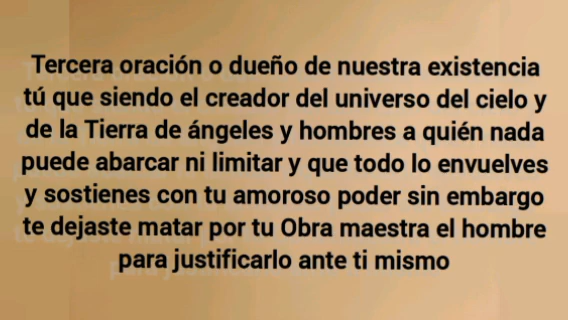 Tercera oración o dueño de nuestra existencia
tú que siendo el creador del universo del cielo y
de la Tierra de ángeles y hombres a quién nada
puede abarcar ni limitar y que todo lo envuelves
y sostienes con tu amoroso poder sin embargo
te dejaste matar por tu Obra maestra el hombre
para justificarlo ante ti mismo